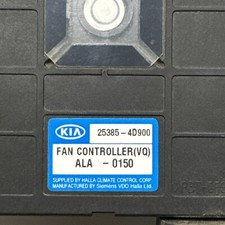 KIA 25385-4D900
FAN CONTROLLER(VQ)
ALA - 0150
SUPPLIED BY HALLA CLIMATE CONTROL CORP.
MANUFACTURED BY Siemens VDO Halla Ltd.